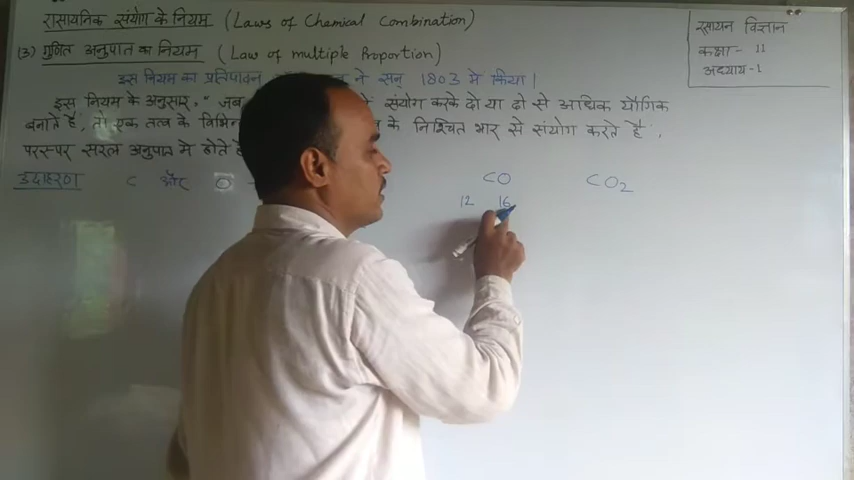 रासायनिक संयोग के नियम (Laws of Chemical Combination)
रसायन विज्ञान
कक्षा- 11
अध्याय-1
(3) गुणित अनुपात का नियम (Law of multiple Proportion)
इस नियम का प्रतिपादन ने सन् 1803 मे किया।
इस नियम के अनुसार, "जब संयोग करके दो या दो से अधिक यौगिक
बनाते है, तो एक तत्व के के निश्चित भार से संयोग करते है,
परस्पर सरल अनुपात मे होते
उदाहरण C और O CO CO2
12 16